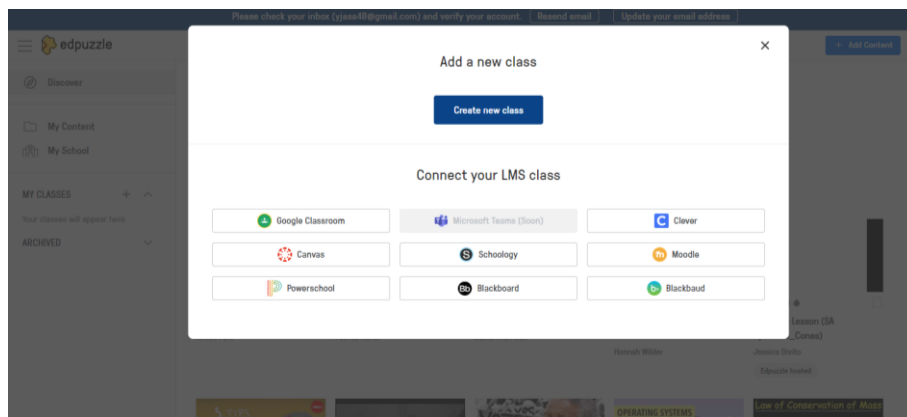 Please check your inbox (yjasa40@gmail.com) and verify your account. Resend email Update your email address
edpuzzle
+ Add Content
Discover
My Content
My School
MY CLASSES
Your classes will appear here
ARCHIVED
Add a new class
Create new class
Connect your LMS class
Google Classroom Microsoft Teams (Soon) Clever
Canvas Schoology Moodle
Powerschool Blackboard Blackbaud
Lesson (SA
Cones)
Hannah Wilder Jessica
Edpuzzle hosted
5
OPERATING SYSTEMS
Law of Conservation of Mass